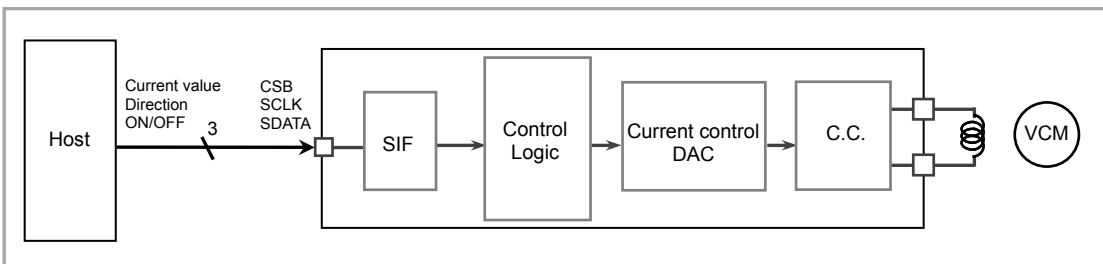 Host
Current value
Direction
ON/OFF
3
CSB
SCLK
SDATA
SIF
Control
Logic
Current control
DAC
C.C.
VCM